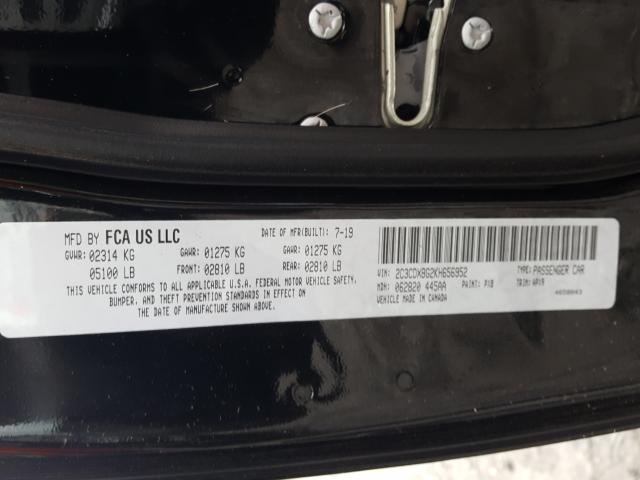 MFD BY FCA US LLC
DATE OF MFR(BUILT): 7-19
GVWR: 02314 KG
GAWR: 01275 KG
GAWR: 01275 KG
05100 LB
FRONT: 02810 LB
REAR: 02810 LB
THIS VEHICLE CONFORMS TO ALL APPLICABLE U.S.A. FEDERAL MOTOR VEHICLE SAFETY,
BUMPER, AND THEFT PREVENTION STANDARDS IN EFFECT ON
THE DATE OF MANUFACTURE SHOWN ABOVE.
VIN: 2C3CDXBG2KH656952
TYPE: PASSENGER CAR
MDH: 062820 445AA
PAINT: PX8
TRIM: APX9
VEHICLE MADE IN CANADA